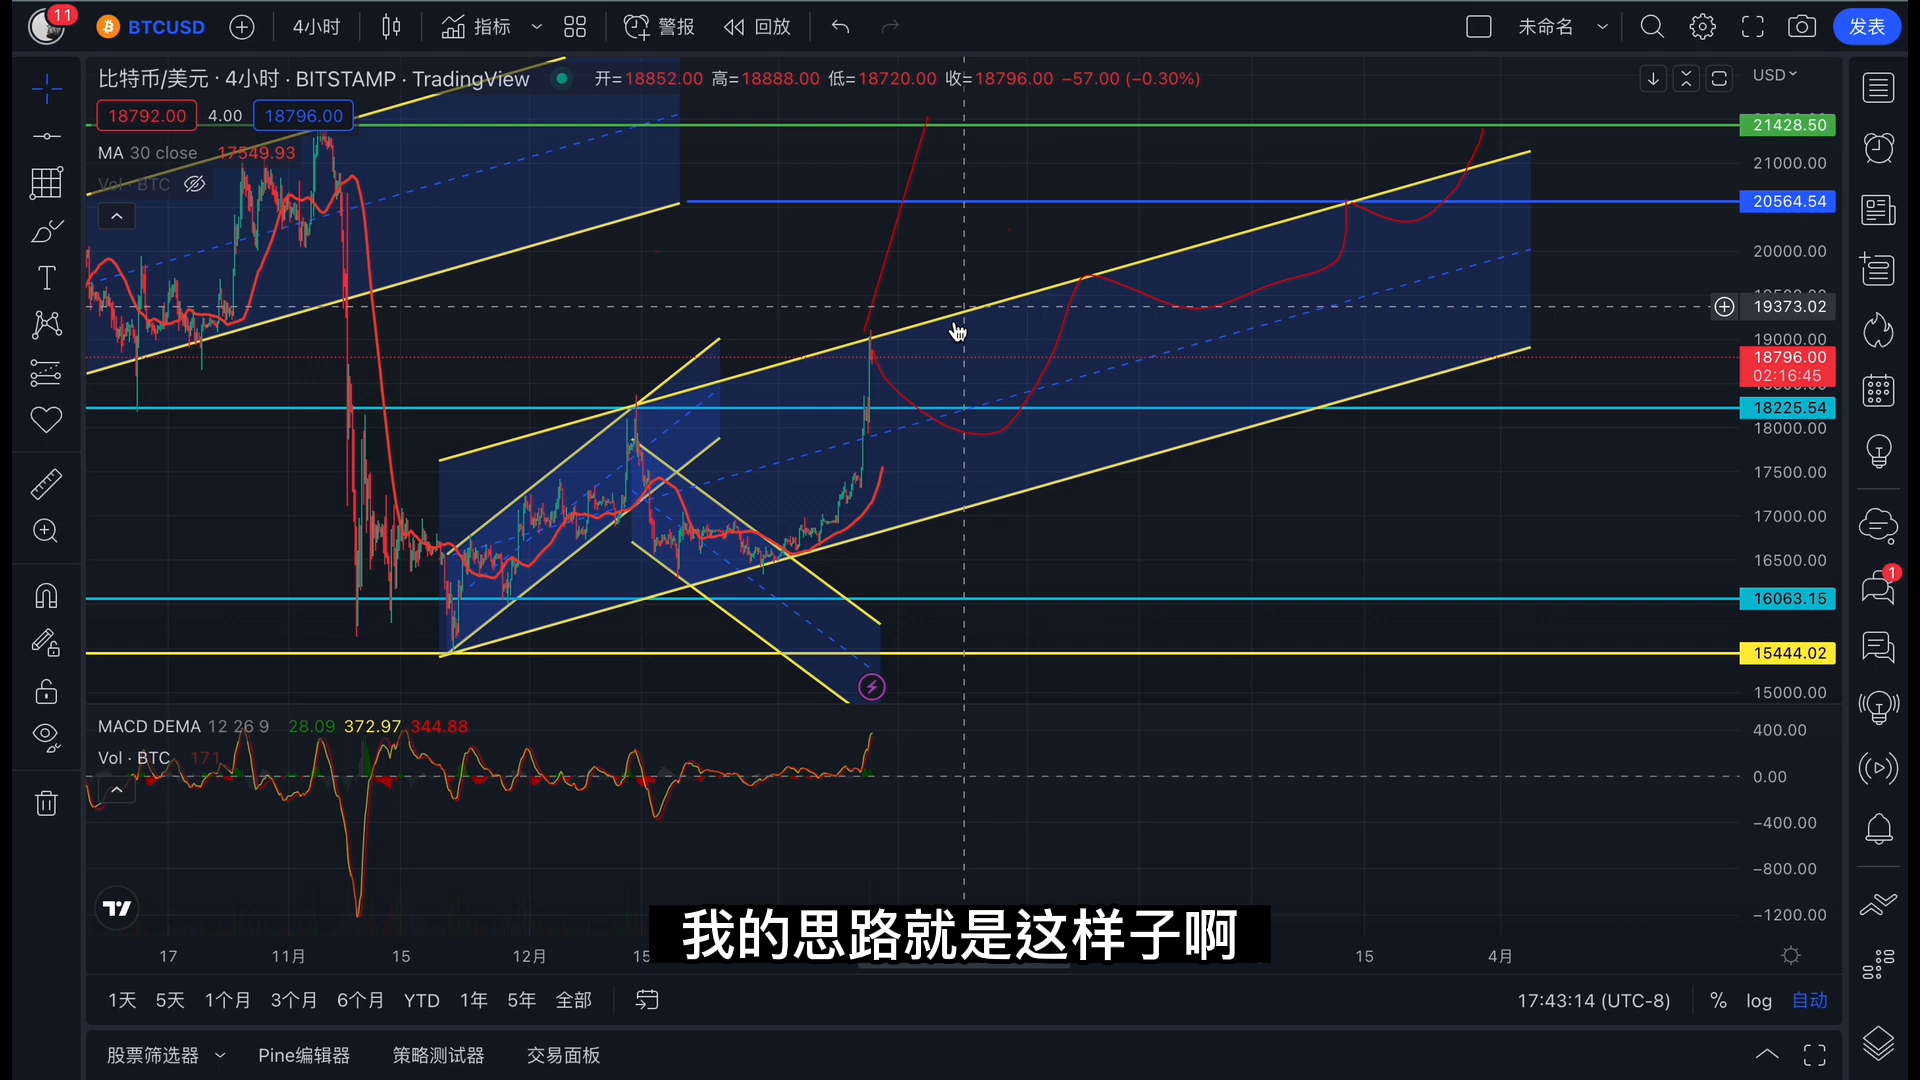 11
BTCUSD
4小时
指标
警报
回放
未命名
发表
比特币/美元 · 4小时 · BITSTAMP · TradingView
开=18852.00 高=18888.00 低=18720.00 收=18796.00 −57.00 (−0.30%)
USD
18792.00 4.00 18796.00
21428.50
MA 30 close 17549.93
21000.00
Vol · BTC
20564.54
20000.00
19373.02
19000.00
18796.00
02:16:45
18225.54
18000.00
17500.00
17000.00
16500.00
16063.15
15444.02
15000.00
1
MACD DEMA 12 26 9 28.09 372.97 344.88
400.00
Vol · BTC 171
0.00
−400.00
−800.00
−1200.00
我的思路就是这样子啊
17 11月 15 12月 15 15 4月
1天 5天 1个月 3个月 6个月 YTD 1年 5年 全部
17:43:14 (UTC-8) % log 自动
股票筛选器 Pine编辑器 策略测试器 交易面板